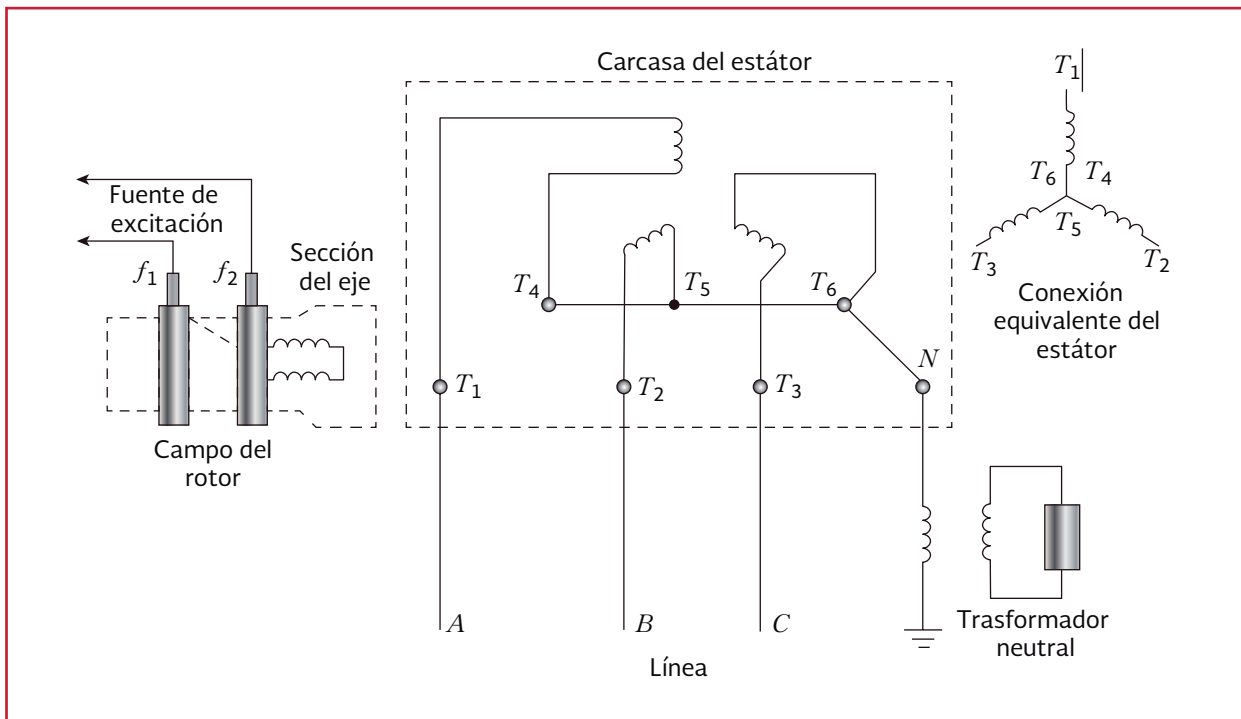 Carcasa del estátor
Fuente de
excitación
f1
f2
Sección
del eje
Campo del
rotor
T4
T5
T6
T1
T2
T3
N
A
B
C
Línea
T1
T6
T4
T5
T3
T2
Conexión
equivalente del
estátor
Trasformador
neutral